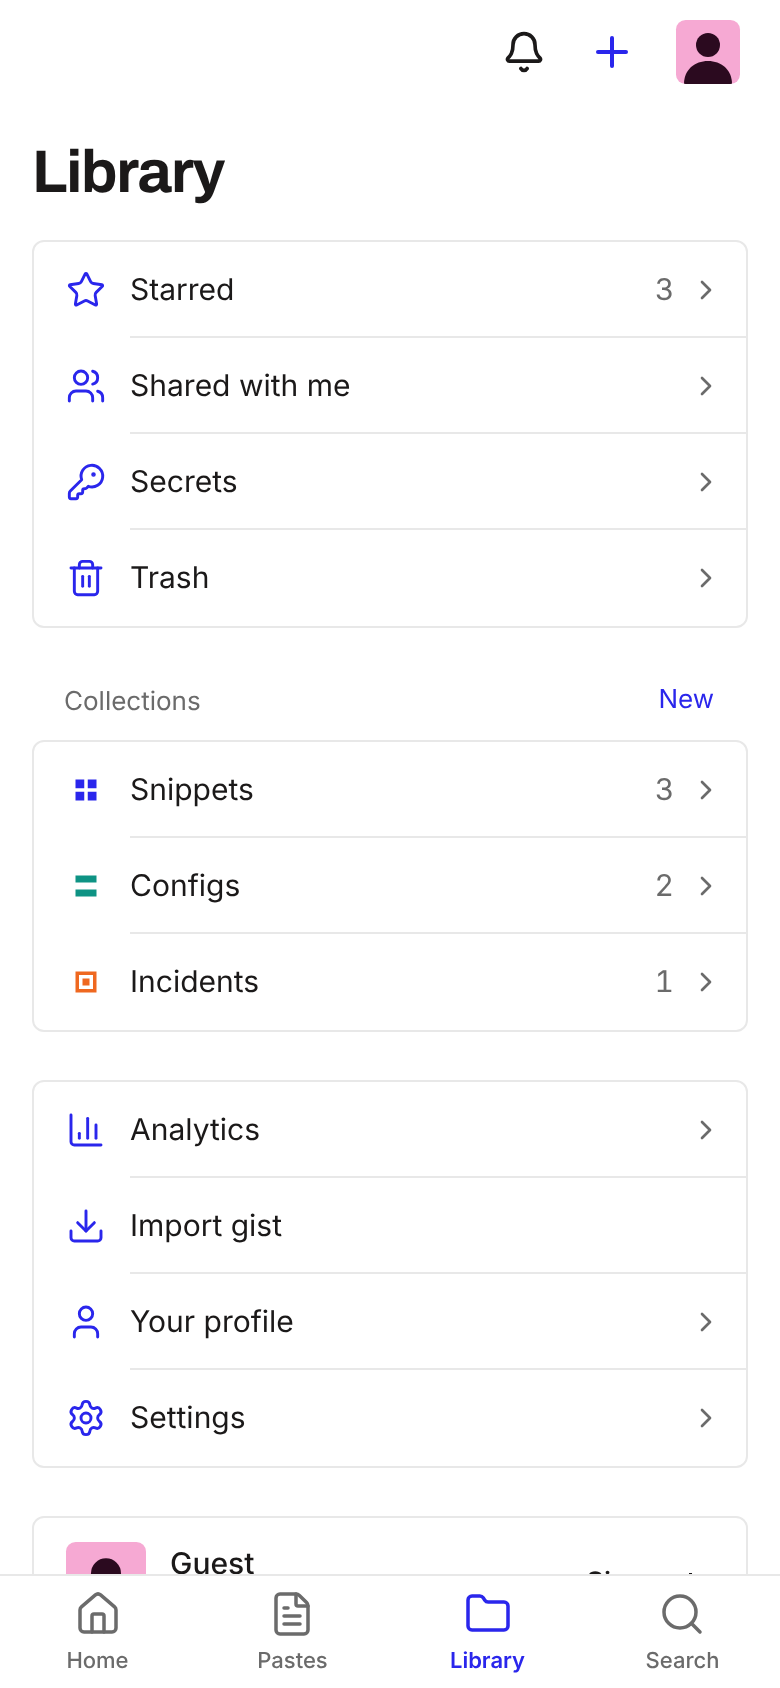 Library
Starred 3
Shared with me
Secrets
Trash
Collections New
Snippets 3
Configs 2
Incidents 1
Analytics
Import gist
Your profile
Settings
Guest
Home Pastes Library Search